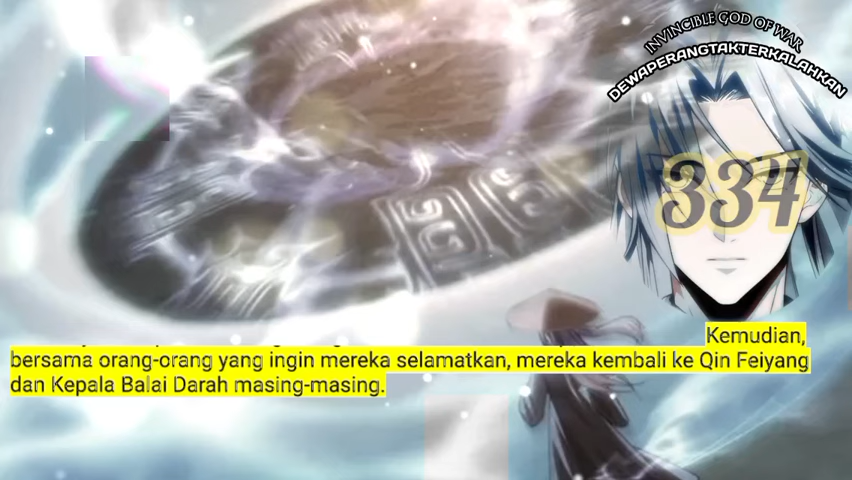 INVINCIBLE GOD OF WAR
DEWAPERANGTAKTERKALAHKAN
334
Kemudian,
bersama orang-orang yang ingin mereka selamatkan, mereka kembali ke Qin Feiyang
dan Kepala Balai Darah masing-masing.